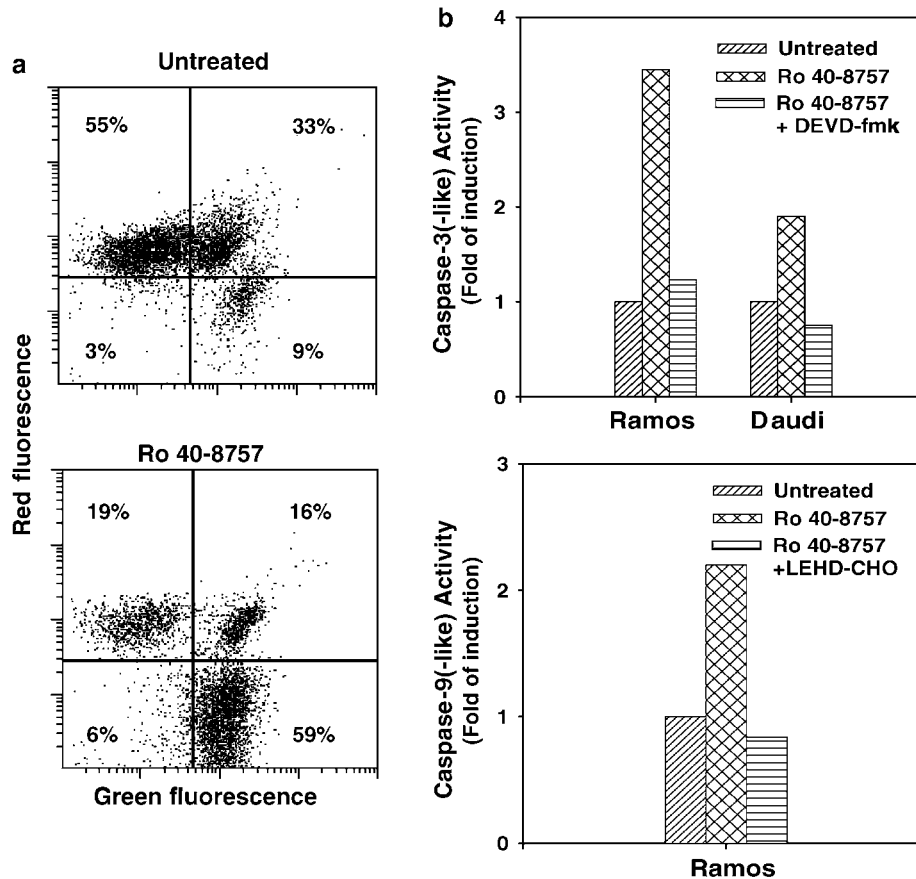 a
Untreated
55%
33%
3%
9%
Ro 40-8757
19%
16%
6%
59%
Red fluorescence
Green fluorescence
b
4
3
2
1
0
Caspase-3(-like) Activity
(Fold of induction)
Untreated
Ro 40-8757
Ro 40-8757
+ DEVD-fmk
Ramos
Daudi
3
2
1
0
Caspase-9(-like) Activity
(Fold of induction)
Untreated
Ro 40-8757
Ro 40-8757
+LEHD-CHO
Ramos